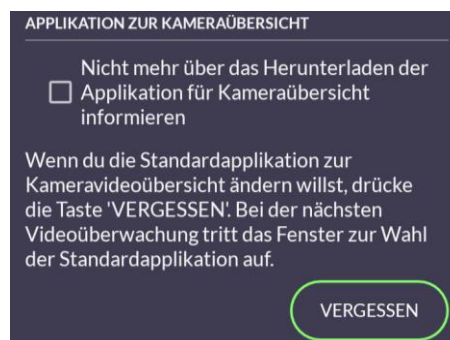 APPLIKATION ZUR KAMERAÜBERSICHT
Nicht mehr über das Herunterladen der
Applikation für Kameraübersicht
informieren
Wenn du die Standardapplikation zur
Kameravideoübersicht ändern willst, drücke
die Taste 'VERGESSEN'. Bei der nächsten
Videoüberwachung tritt das Fenster zur Wahl
der Standardapplikation auf.
VERGESSEN